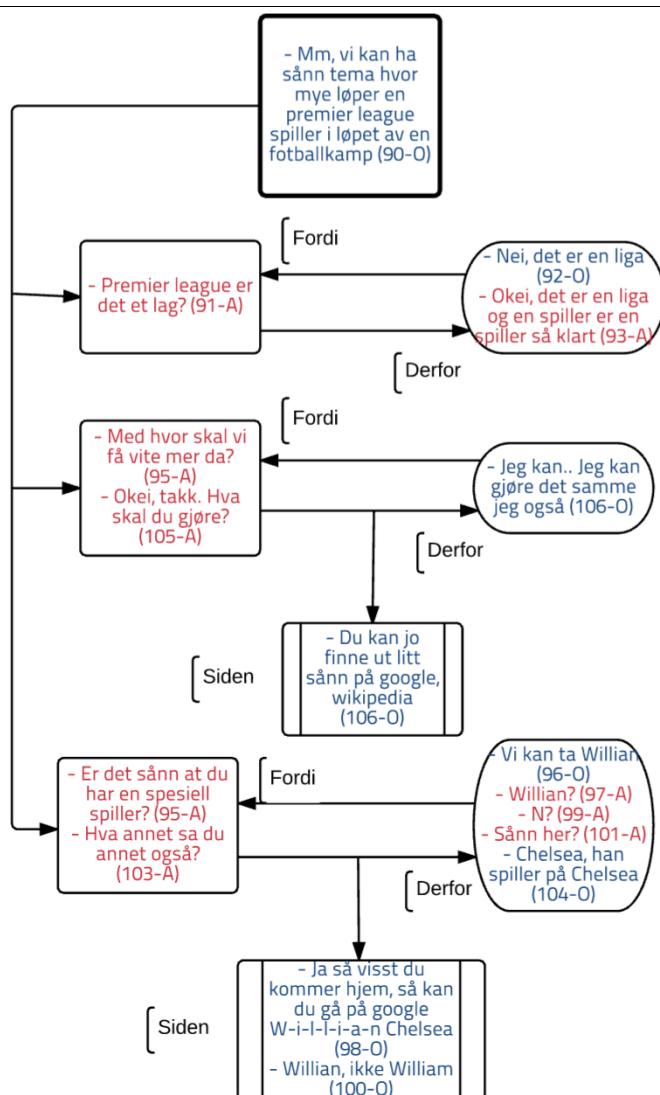 - Mm, vi kan ha
sånn tema hvor
mye løper en
premier league
spiller i løpet av en
fotballkamp (90-O)
Fordi
- Premier league er
det et lag? (91-A)
- Nei, det er en liga
(92-O)
- Okei, det er en liga
og en spiller er en
spiller så klart (93-A)
Derfor
Fordi
- Med hvor skal vi
få vite mer da?
(95-A)
- Okei, takk. Hva
skal du gjøre?
(105-A)
- Jeg kan.. Jeg kan
gjøre det samme
jeg også (106-O)
Derfor
Siden
- Du kan jo
finne ut litt
sånn på google,
wikipedia
(106-O)
Fordi
- Er det sånn at du
har en spesiell
spiller? (95-A)
- Hva annet sa du
annet også?
(103-A)
- Vi kan ta Willian
(96-O)
- Willian? (97-A)
- N? (99-A)
- Sånn her? (101-A)
- Chelsea, han
spiller på Chelsea
(104-O)
Derfor
Siden
- Ja så visst du
kommer hjem, så kan
du gå på google
W-i-l-l-i-a-n Chelsea
(98-O)
- Willian, ikke William
(100-O)